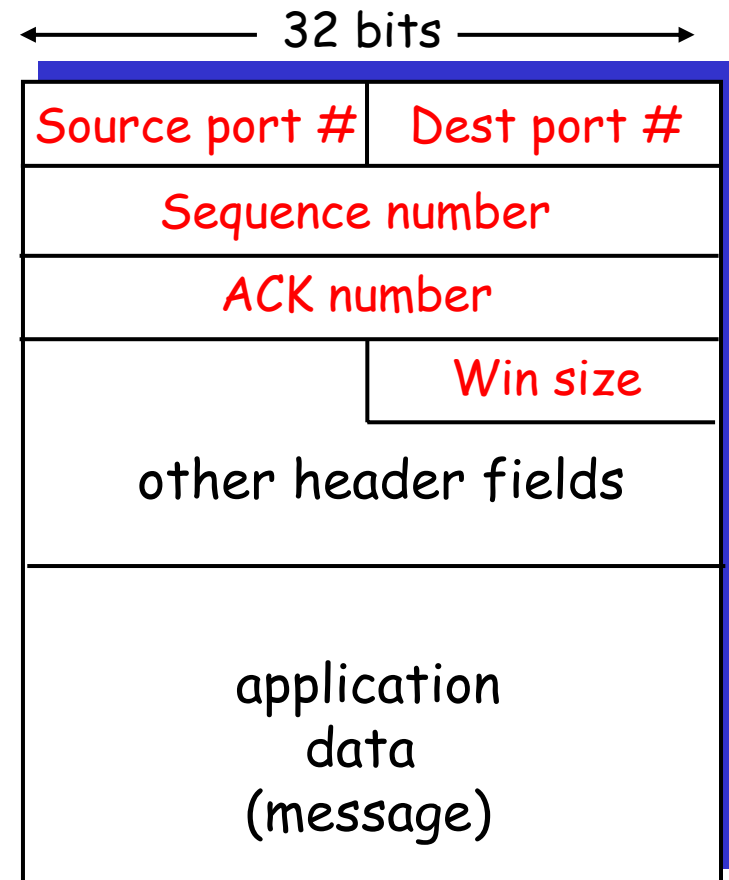 32 bits
Source port # Dest port #
Sequence number
ACK number
Win size
other header fields
application
data
(message)